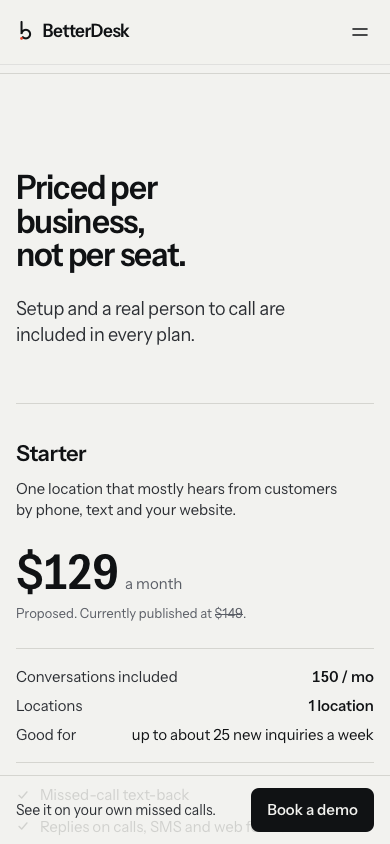 BetterDesk
Priced per
business,
not per seat.
Setup and a real person to call are
included in every plan.
Starter
One location that mostly hears from customers
by phone, text and your website.
$129 a month
Proposed. Currently published at $149.
Conversations included 150 / mo
Locations 1 location
Good for up to about 25 new inquiries a week
Missed-call text-back
See it on your own missed calls. Book a demo
Replies on calls, SMS and web